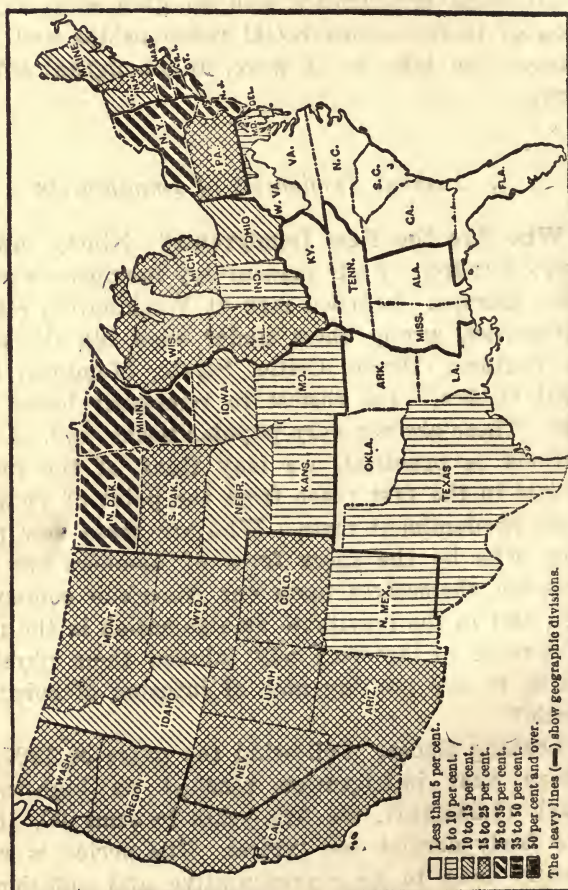 WASH.
OREGON
CAL.
NEV.
IDAHO
MONT.
WYO.
UTAH
COLO.
ARIZ.
N. MEX.
N. DAK.
S. DAK.
NEBR.
KANS.
OKLA.
TEXAS
MINN.
IOWA
MO.
ARK.
LA.
WIS.
ILL.
MICH.
IND.
OHIO
KY.
TENN.
MISS.
ALA.
GA.
FLA.
S. C.
N. C.
VA.
W. VA.
PA.
N. Y.
N. J.
DEL.
MAINE
Less than 5 per cent.
5 to 10 per cent.
10 to 15 per cent.
15 to 25 per cent.
25 to 35 per cent.
35 to 50 per cent.
50 per cent and over.
The heavy lines (—) show geographic divisions.